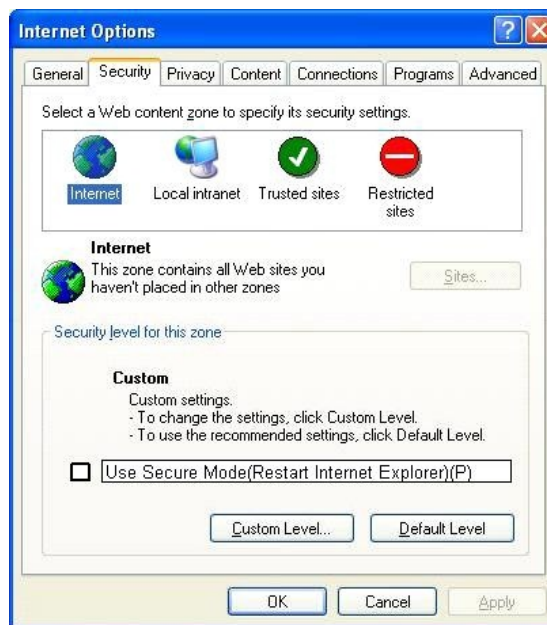 Internet Options
General Security Privacy Content Connections Programs Advanced
Select a Web content zone to specify its security settings.
Internet Local intranet Trusted sites Restricted sites
Internet
This zone contains all Web sites you
haven't placed in other zones
Sites...
Security level for this zone
Custom
Custom settings.
- To change the settings, click Custom Level.
- To use the recommended settings, click Default Level.
Use Secure Mode(Restart Internet Explorer)(P)
Custom Level... Default Level
OK Cancel Apply